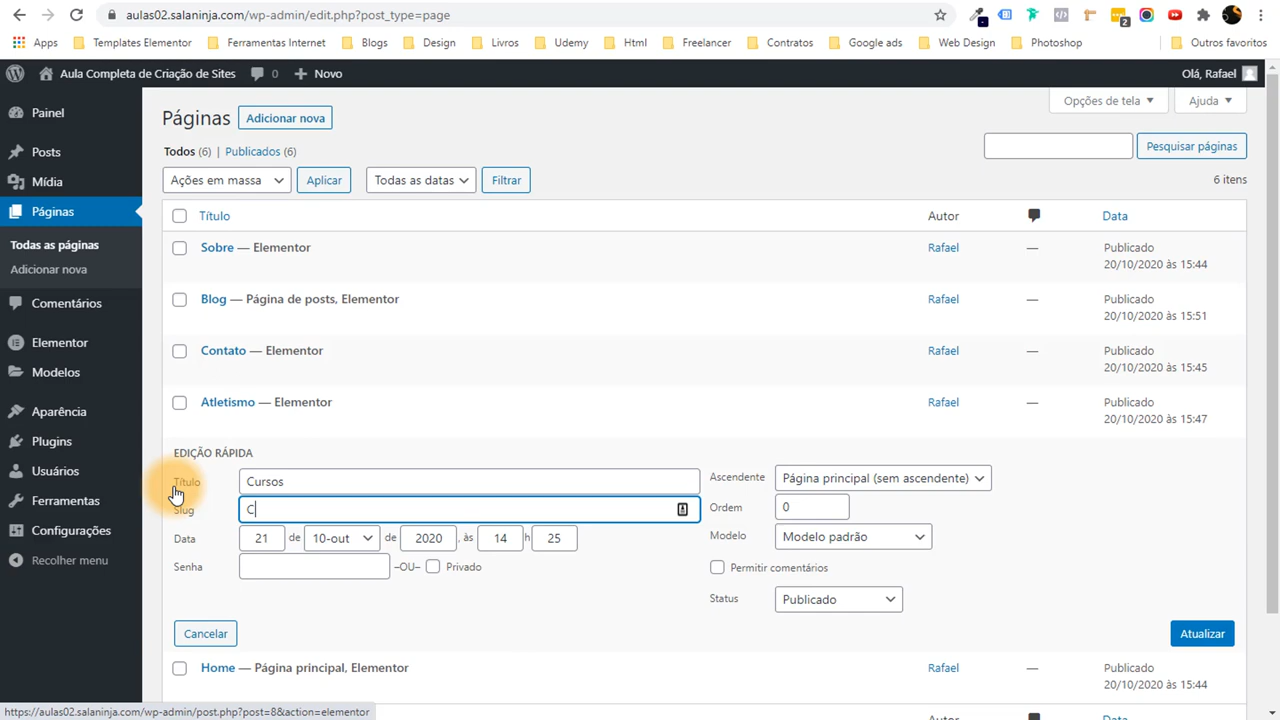 aulas02.salaninja.com/wp-admin/edit.php?post_type=page
2
Apps Templates Elementor Ferramentas Internet Blogs Design Livros Udemy Html Freelancer Contratos Google ads Web Design Photoshop Outros favoritos
Aula Completa de Criação de Sites 0 + Novo Olá, Rafael
Painel
Posts
Mídia
Páginas
Todas as páginas
Adicionar nova
Comentários
Elementor
Modelos
Aparência
Plugins
Usuários
Ferramentas
Configurações
Recolher menu
Opções de tela Ajuda
Páginas Adicionar nova
Todos (6) | Publicados (6)
Pesquisar páginas
Ações em massa Aplicar Todas as datas Filtrar 6 itens
Título Autor Data
Sobre — Elementor Rafael — Publicado
20/10/2020 às 15:44
Blog — Página de posts, Elementor Rafael — Publicado
20/10/2020 às 15:51
Contato — Elementor Rafael — Publicado
20/10/2020 às 15:45
Atletismo — Elementor Rafael — Publicado
20/10/2020 às 15:47
EDIÇÃO RÁPIDA
Título Cursos
Slug C
Data 21 de 10-out de 2020 , às 14 h 25
Senha –OU– Privado
Ascendente Página principal (sem ascendente)
Ordem 0
Modelo Modelo padrão
Permitir comentários
Status Publicado
Cancelar Atualizar
Home — Página principal, Elementor Rafael — Publicado
20/10/2020 às 15:44
https://aulas02.salaninja.com/wp-admin/post.php?post=8&action=elementor